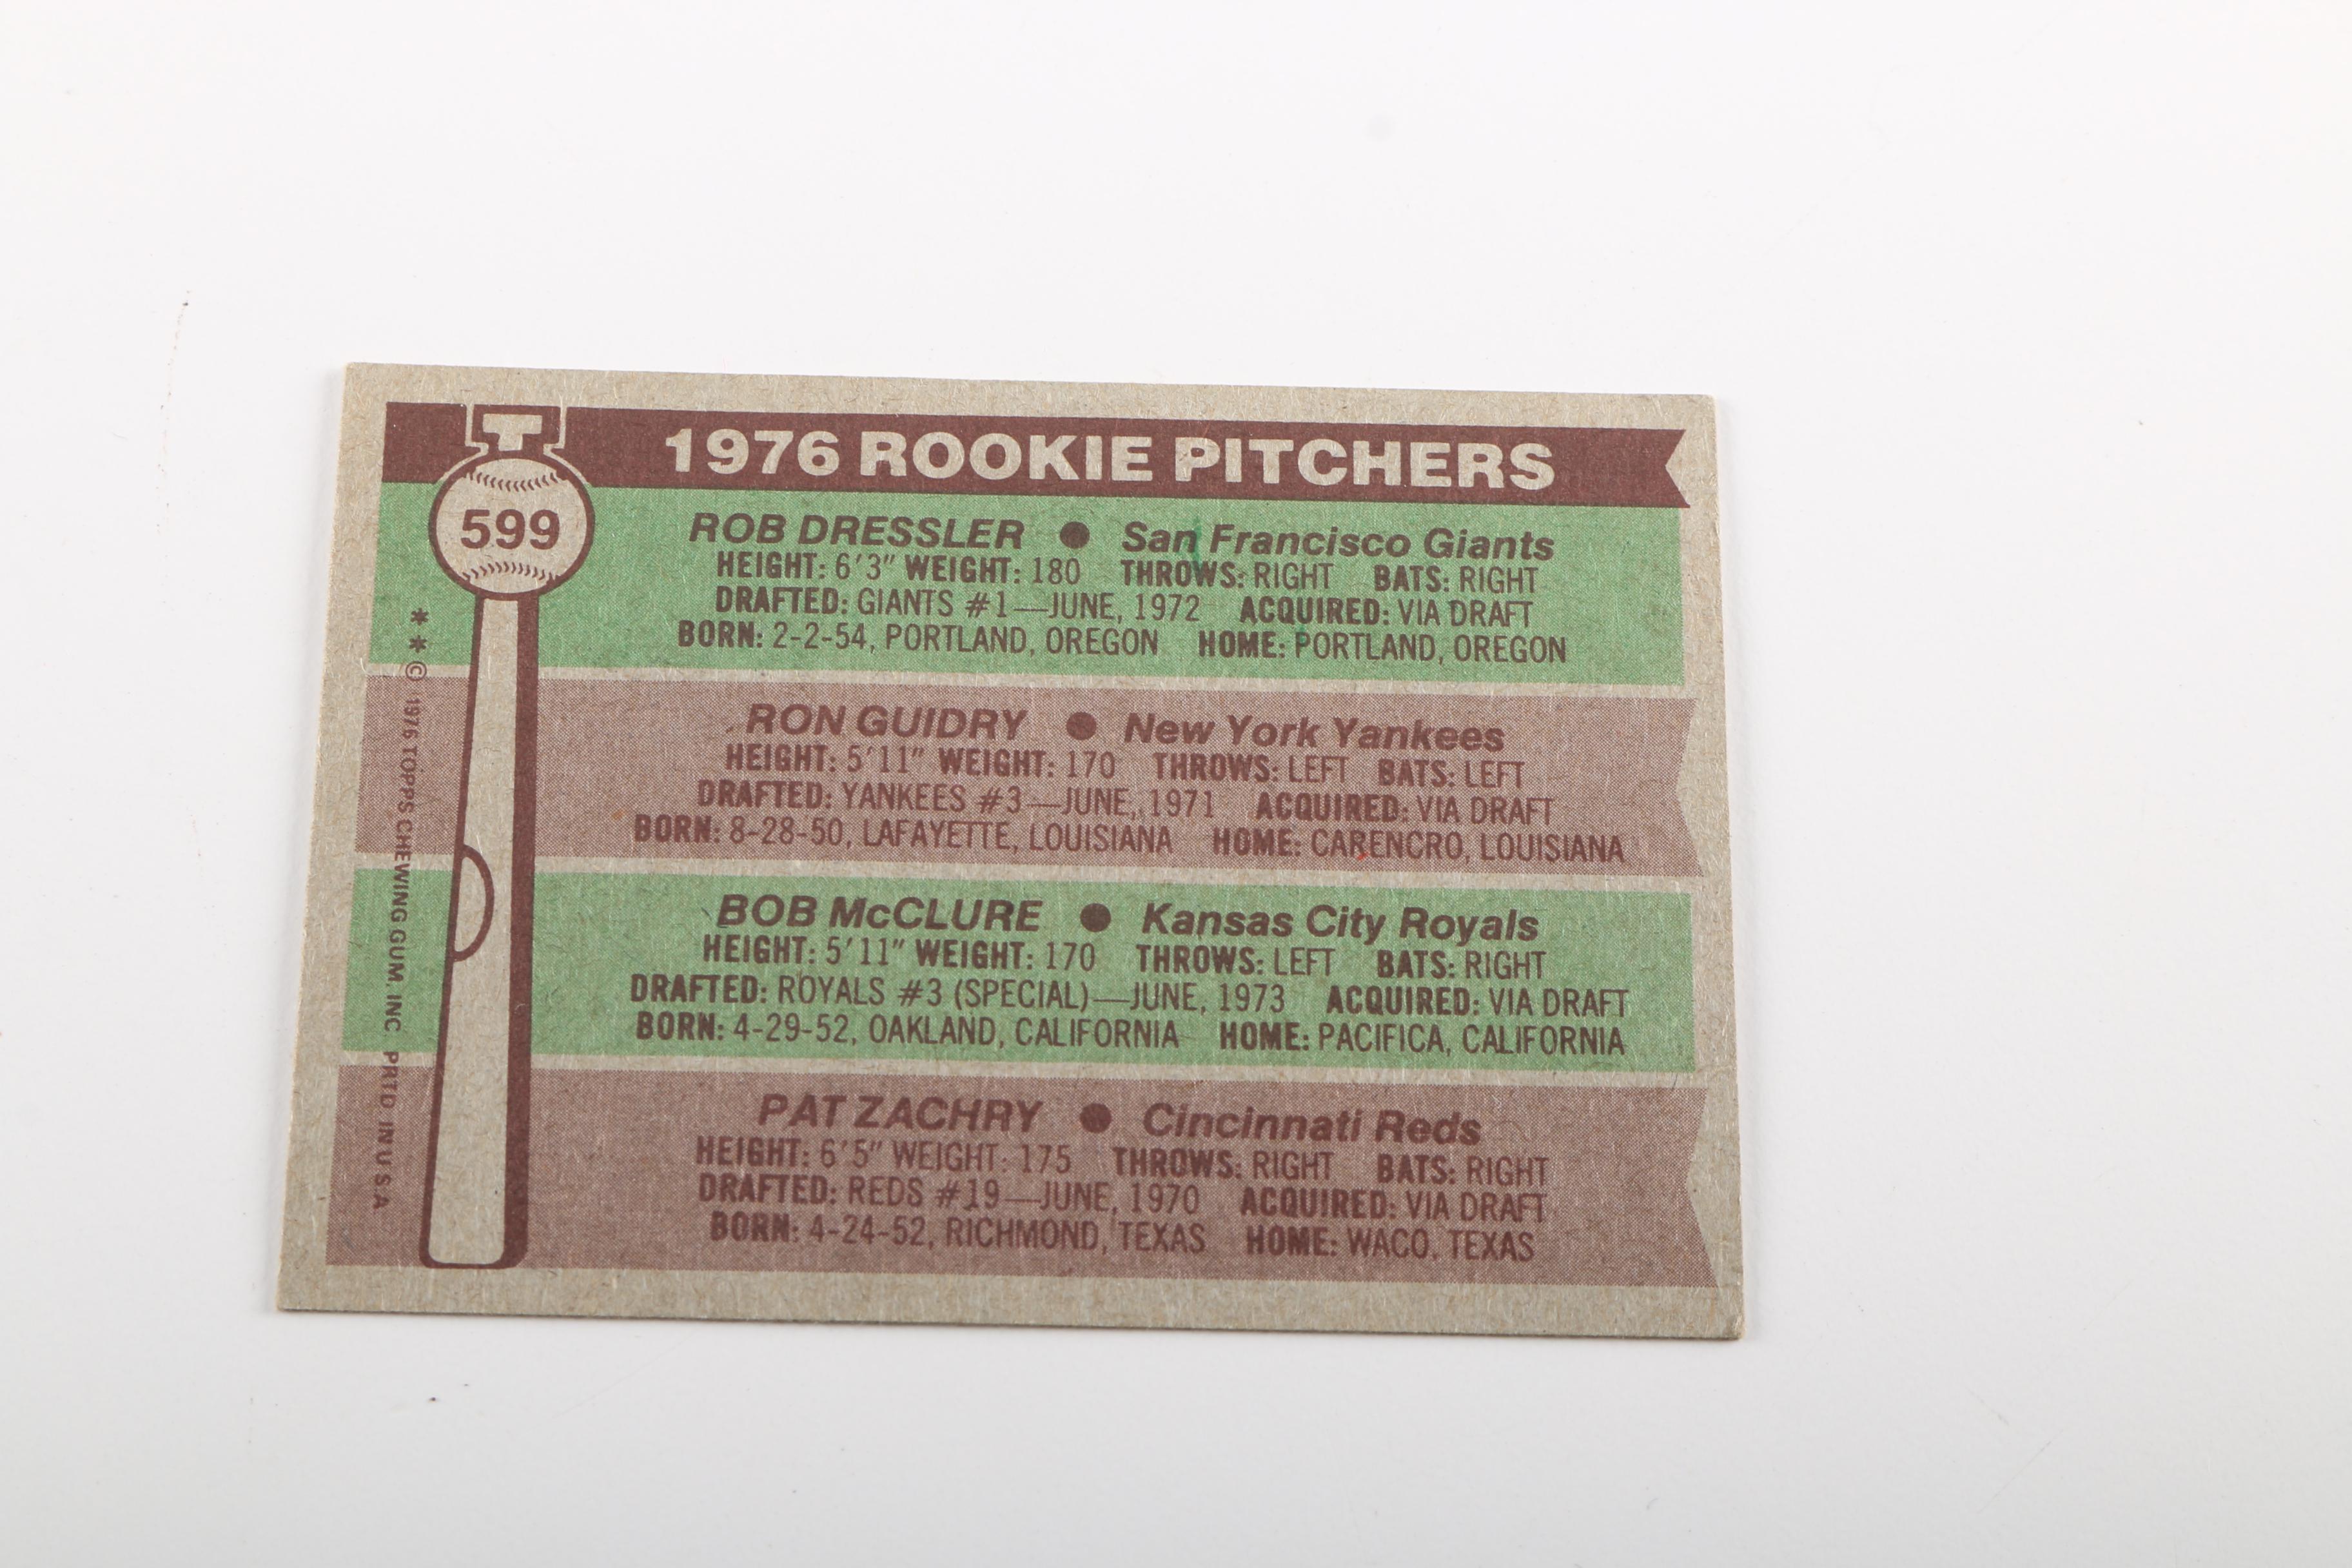 T
1976 ROOKIE PITCHERS
599
ROB DRESSLER ● San Francisco Giants
HEIGHT: 6'3" WEIGHT: 180 THROWS: RIGHT BATS: RIGHT
DRAFTED: GIANTS #1—JUNE, 1972 ACQUIRED: VIA DRAFT
BORN: 2-2-54, PORTLAND, OREGON HOME: PORTLAND, OREGON
RON GUIDRY ● New York Yankees
HEIGHT: 5'11" WEIGHT: 170 THROWS: LEFT BATS: LEFT
DRAFTED: YANKEES #3—JUNE, 1971 ACQUIRED: VIA DRAFT
BORN: 8-28-50, LAFAYETTE, LOUISIANA HOME: CARENCRO, LOUISIANA
BOB McCLURE ● Kansas City Royals
HEIGHT: 5'11" WEIGHT: 170 THROWS: LEFT BATS: RIGHT
DRAFTED: ROYALS #3 (SPECIAL)—JUNE, 1973 ACQUIRED: VIA DRAFT
BORN: 4-29-52, OAKLAND, CALIFORNIA HOME: PACIFICA, CALIFORNIA
PAT ZACHRY ● Cincinnati Reds
HEIGHT: 6'5" WEIGHT: 175 THROWS: RIGHT BATS: RIGHT
DRAFTED: REDS #19—JUNE, 1970 ACQUIRED: VIA DRAFT
BORN: 4-24-52, RICHMOND, TEXAS HOME: WACO, TEXAS
** © 1976 TOPPS CHEWING GUM, INC. PRTD IN U.S.A.